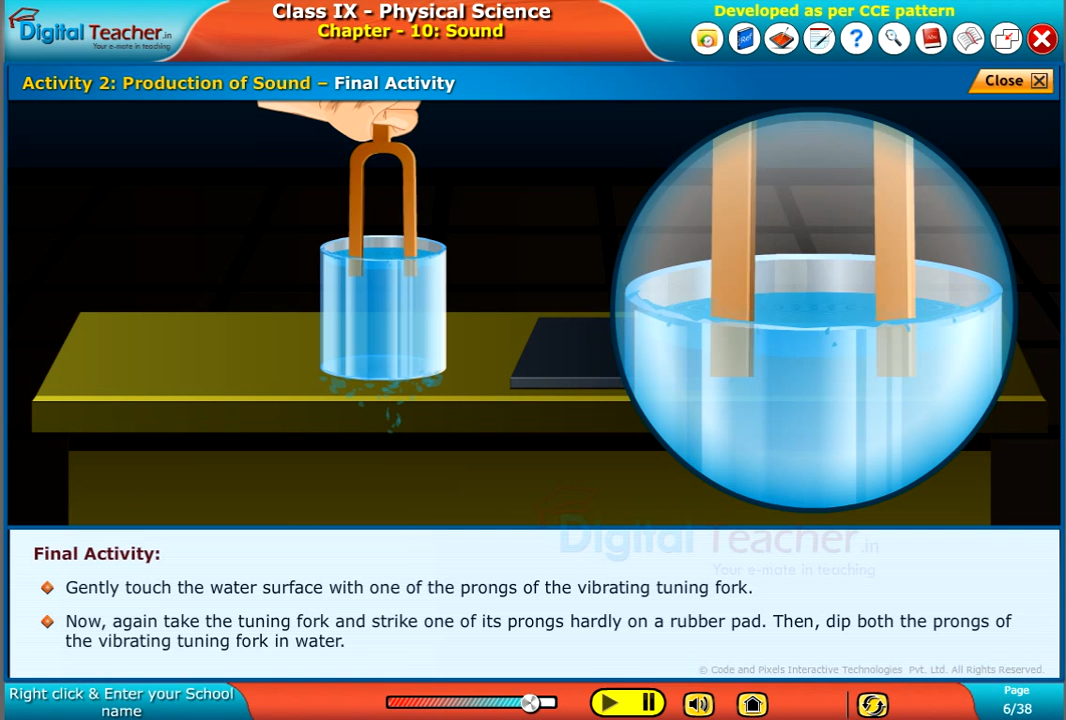 Digital Teacher.in
Your e-mate in teaching
Class IX - Physical Science
Chapter - 10: Sound
Developed as per CCE pattern
Ref
?
ABC
Activity 2: Production of Sound – Final Activity
Close
Digital Teacher.in
Your e-mate in teaching
Final Activity:
Gently touch the water surface with one of the prongs of the vibrating tuning fork.
Now, again take the tuning fork and strike one of its prongs hardly on a rubber pad. Then, dip both the prongs of
the vibrating tuning fork in water.
© Code and Pixels Interactive Technologies Pvt. Ltd. All Rights Reserved.
Right click & Enter your School
name
Page
6/38